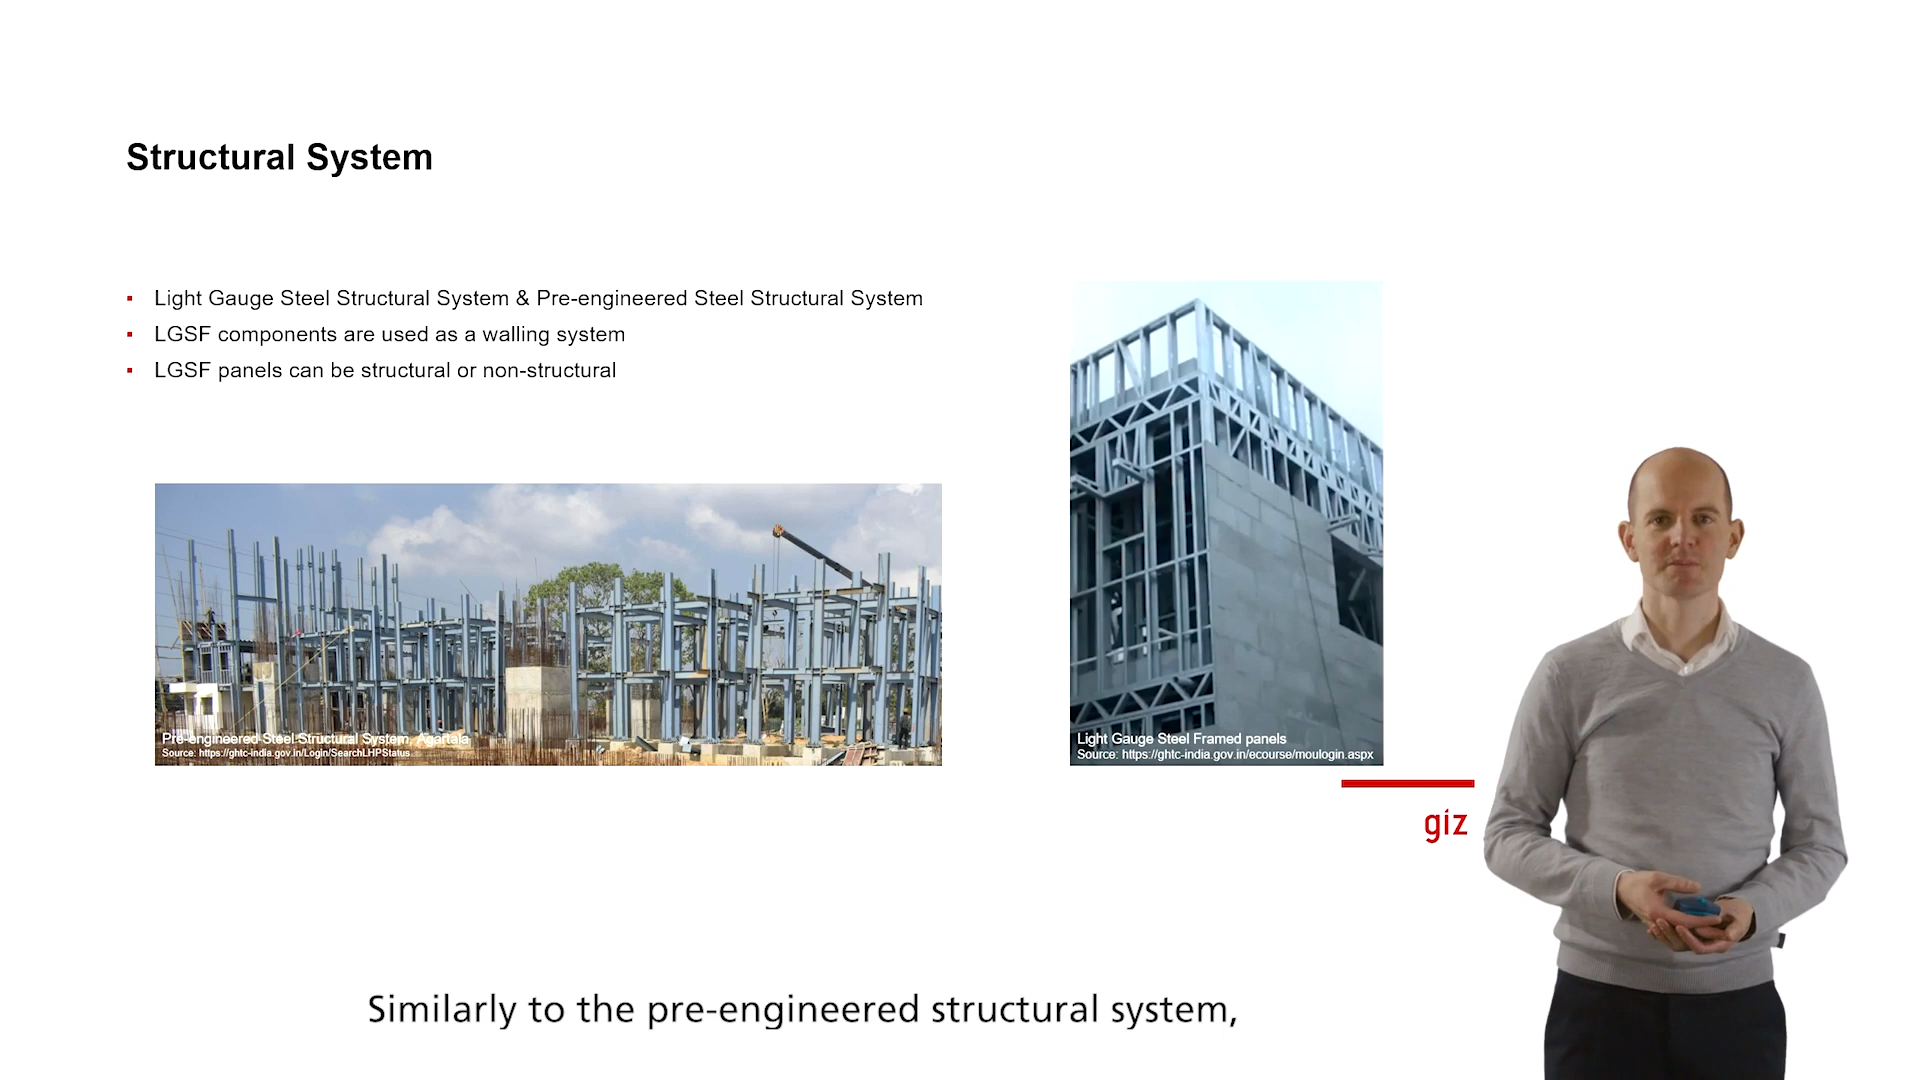 Structural System
▪ Light Gauge Steel Structural System & Pre-engineered Steel Structural System
▪ LGSF components are used as a walling system
▪ LGSF panels can be structural or non-structural
Pre-engineered Steel Structural System, Agartala
Source: https://ghtc-india.gov.in/Login/SearchLHPStatus
Light Gauge Steel Framed panels
Source: https://ghtc-india.gov.in/ecourse/moulogin.aspx
giz
Similarly to the pre-engineered structural system,